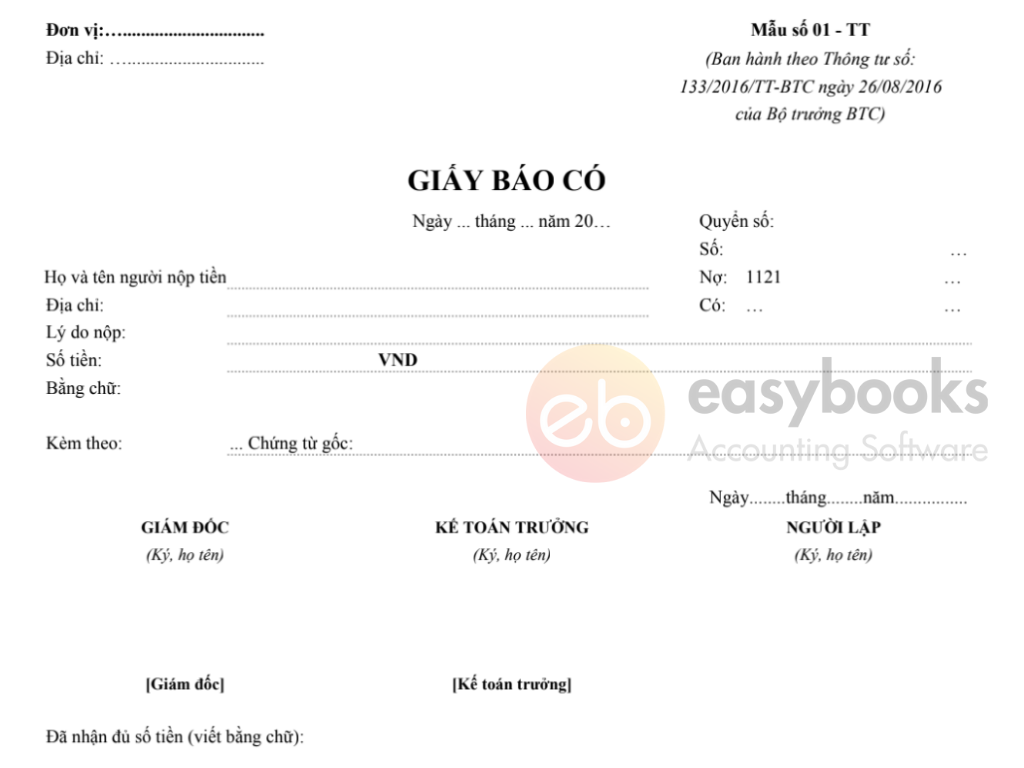 Đơn vị:…................................
Địa chỉ: …...............................
Mẫu số 01 - TT
(Ban hành theo Thông tư số:
133/2016/TT-BTC ngày 26/08/2016
của Bộ trưởng BTC)
GIẤY BÁO CÓ
Ngày ... tháng ... năm 20…
Quyển số:
Số: …
Họ và tên người nộp tiền
Nợ: 1121 …
Địa chỉ:
Có: … …
Lý do nộp:
Số tiền: VND
Bằng chữ:
eb easybooks
Accounting Software
Kèm theo: ... Chứng từ gốc:
Ngày........tháng........năm................
GIÁM ĐỐC KẾ TOÁN TRƯỞNG NGƯỜI LẬP
(Ký, họ tên) (Ký, họ tên) (Ký, họ tên)
[Giám đốc] [Kế toán trưởng]
Đã nhận đủ số tiền (viết bằng chữ):